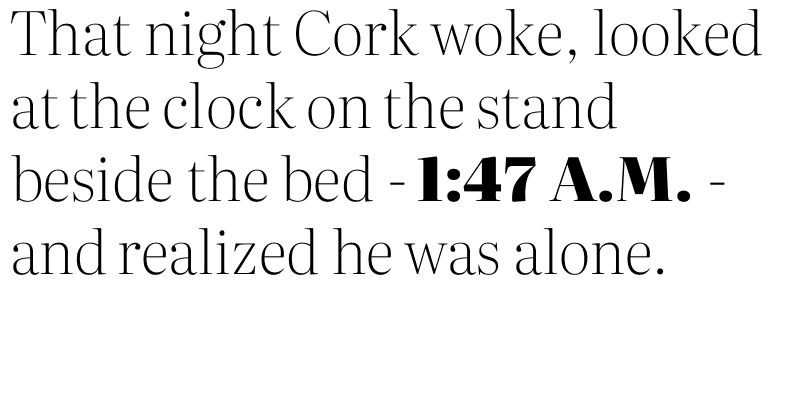 That night Cork woke, looked
at the clock on the stand
beside the bed - 1:47 A.M. -
and realized he was alone.